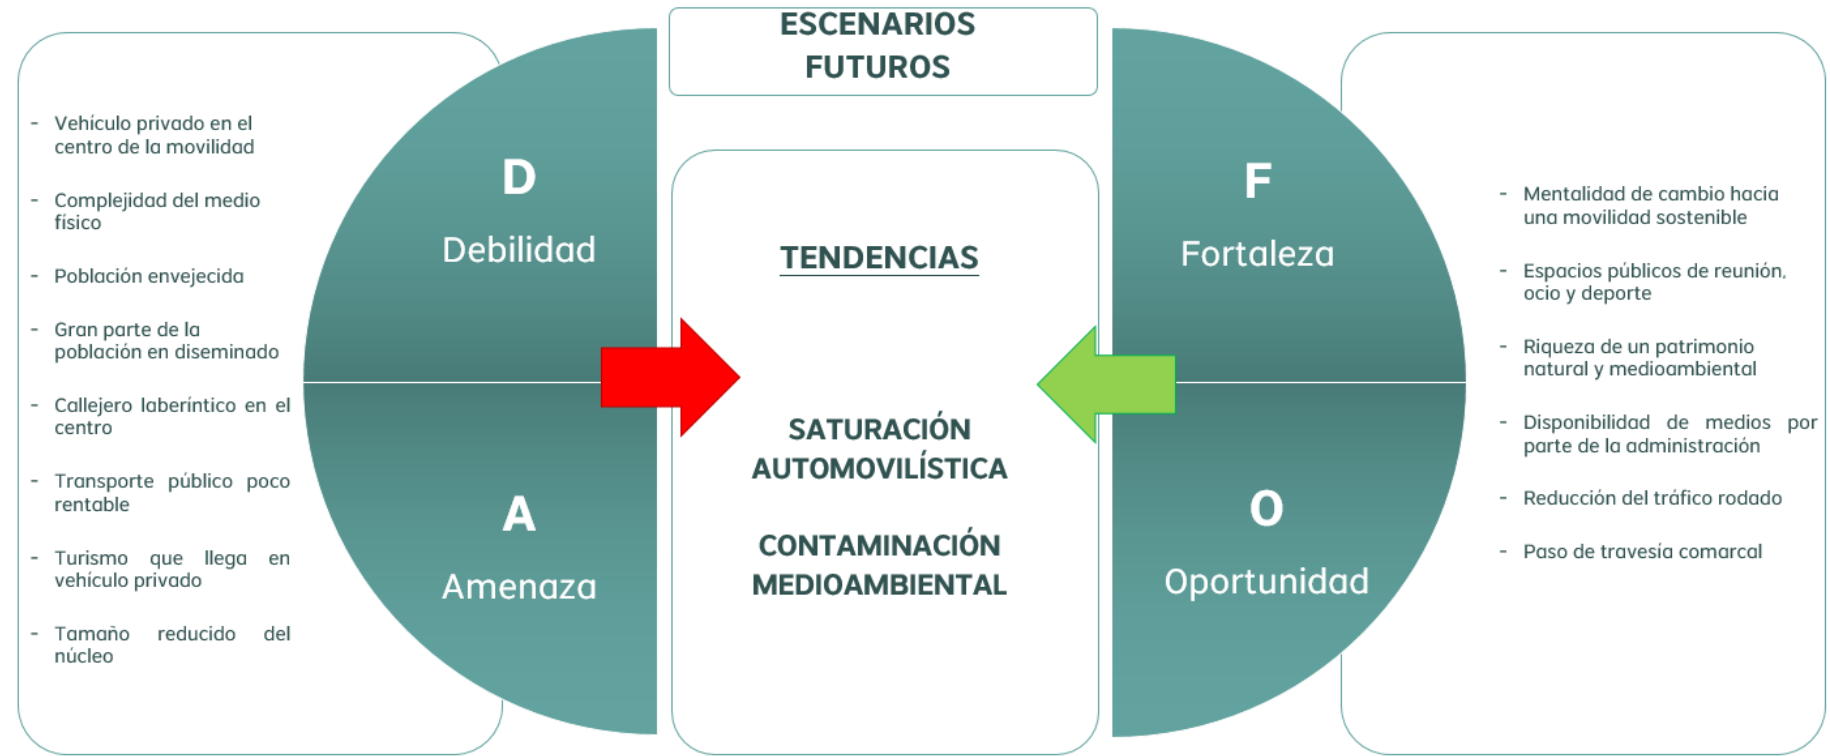 ESCENARIOS
FUTUROS
- Vehículo privado en el
centro de la movilidad
- Complejidad del medio
físico
- Población envejecida
- Gran parte de la
población en diseminado
- Callejero laberíntico en el
centro
- Transporte público poco
rentable
- Turismo que llega en
vehículo privado
- Tamaño reducido del
núcleo
D
Debilidad
A
Amenaza
TENDENCIAS
SATURACIÓN
AUTOMOVILÍSTICA
CONTAMINACIÓN
MEDIOAMBIENTAL
F
Fortaleza
O
Oportunidad
- Mentalidad de cambio hacia
una movilidad sostenible
- Espacios públicos de reunión,
ocio y deporte
- Riqueza de un patrimonio
natural y medioambiental
- Disponibilidad de medios por
parte de la administración
- Reducción del tráfico rodado
- Paso de travesía comarcal